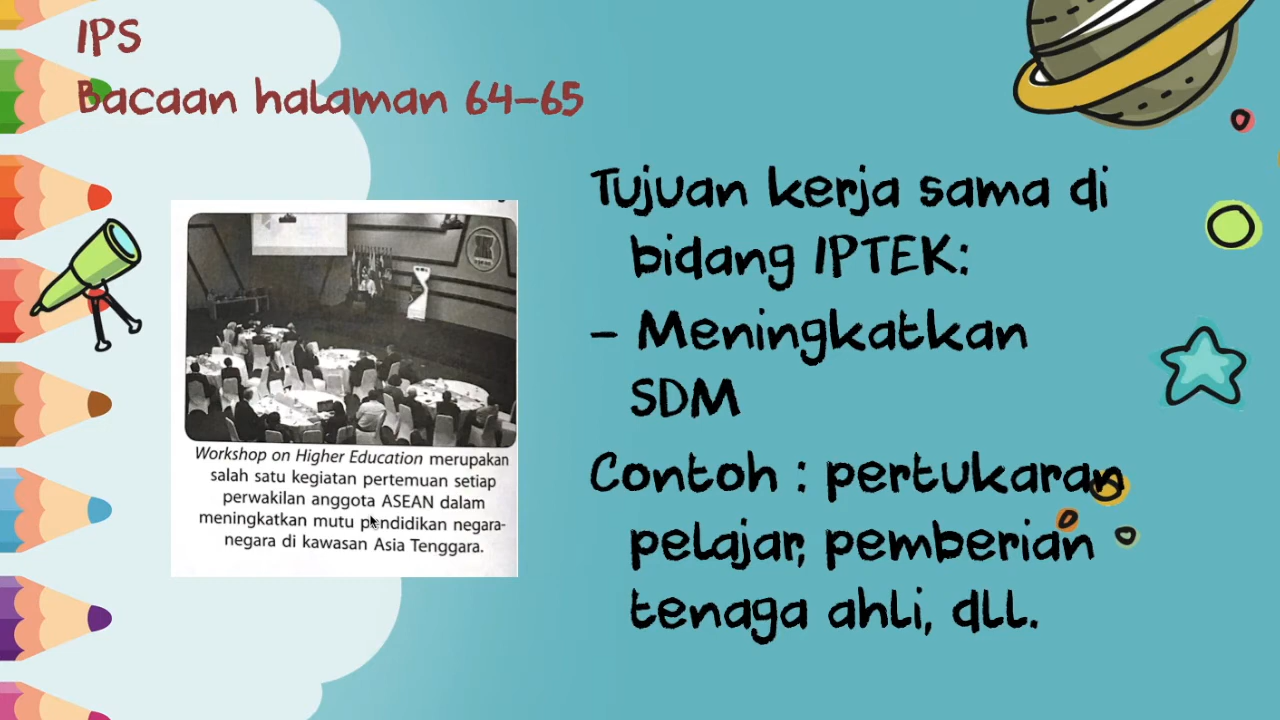 IPS
Bacaan halaman 64-65
Tujuan kerja sama di
bidang IPTEK:
- Meningkatkan
SDM
Contoh : pertukaran
pelajar, pemberian
tenaga ahli, dll.
Workshop on Higher Education merupakan
salah satu kegiatan pertemuan setiap
perwakilan anggota ASEAN dalam
meningkatkan mutu pendidikan negara-
negara di kawasan Asia Tenggara.